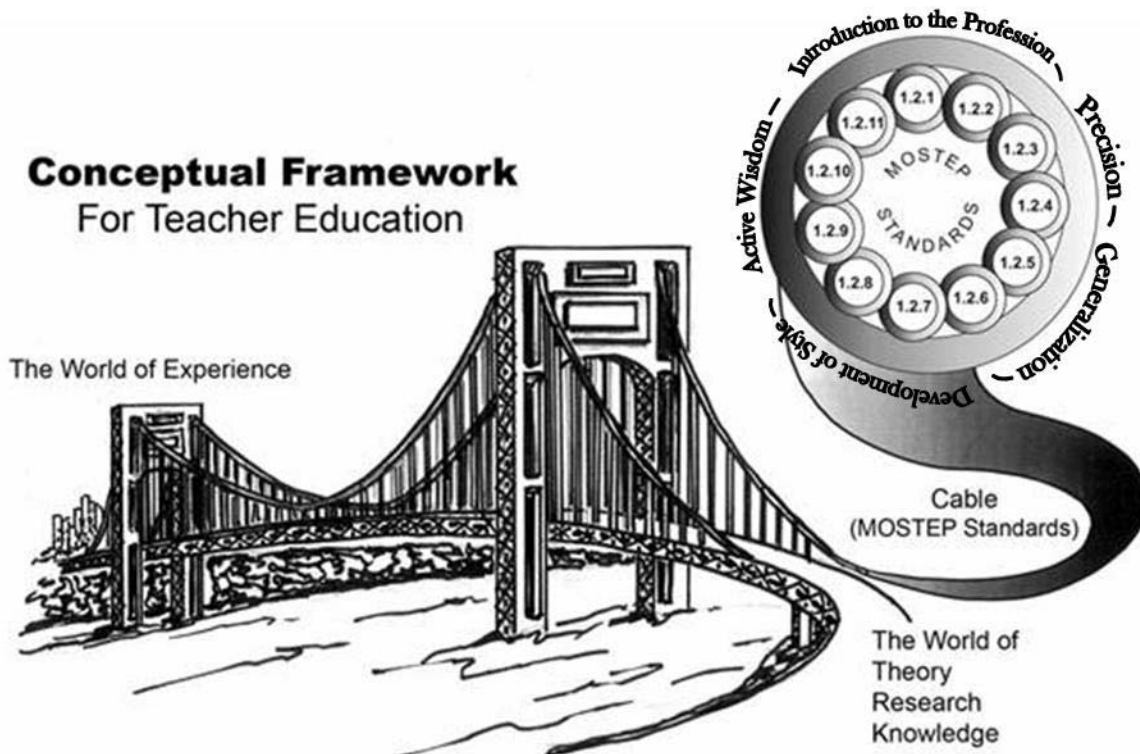 Conceptual Framework
For Teacher Education
The World of Experience
Introduction to the Profession –
Precision –
Generalization –
Development of Style –
Active Wisdom –
1.2.1
1.2.2
1.2.3
1.2.4
1.2.5
1.2.6
1.2.7
1.2.8
1.2.9
1.2.10
1.2.11
MOSTEP
STANDARDS
Cable
(MOSTEP Standards)
The World of
Theory
Research
Knowledge